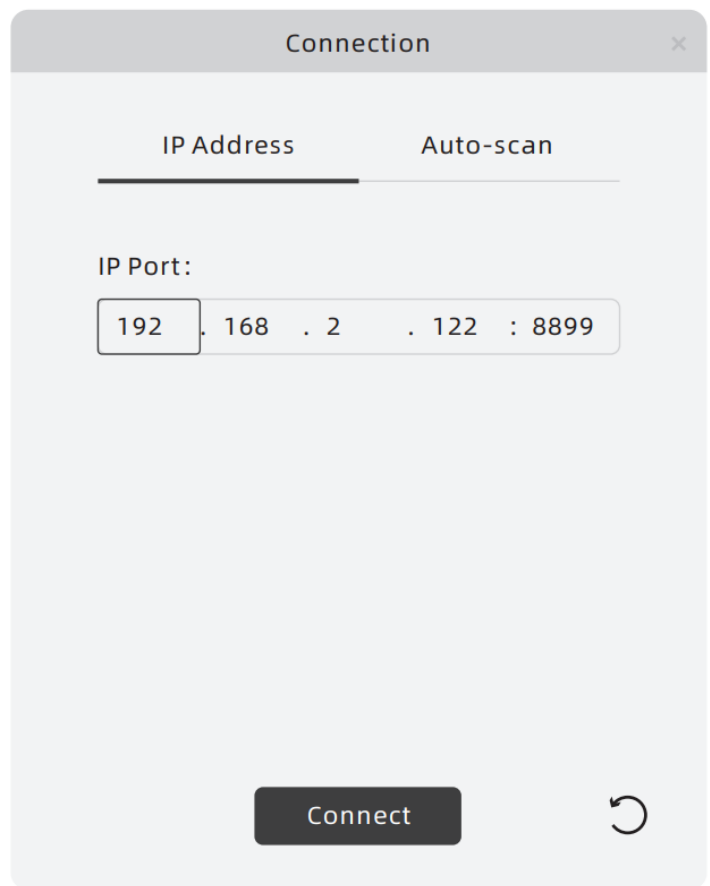 Connection ×
IP Address Auto-scan
IP Port:
192 . 168 . 2 . 122 : 8899
Connect